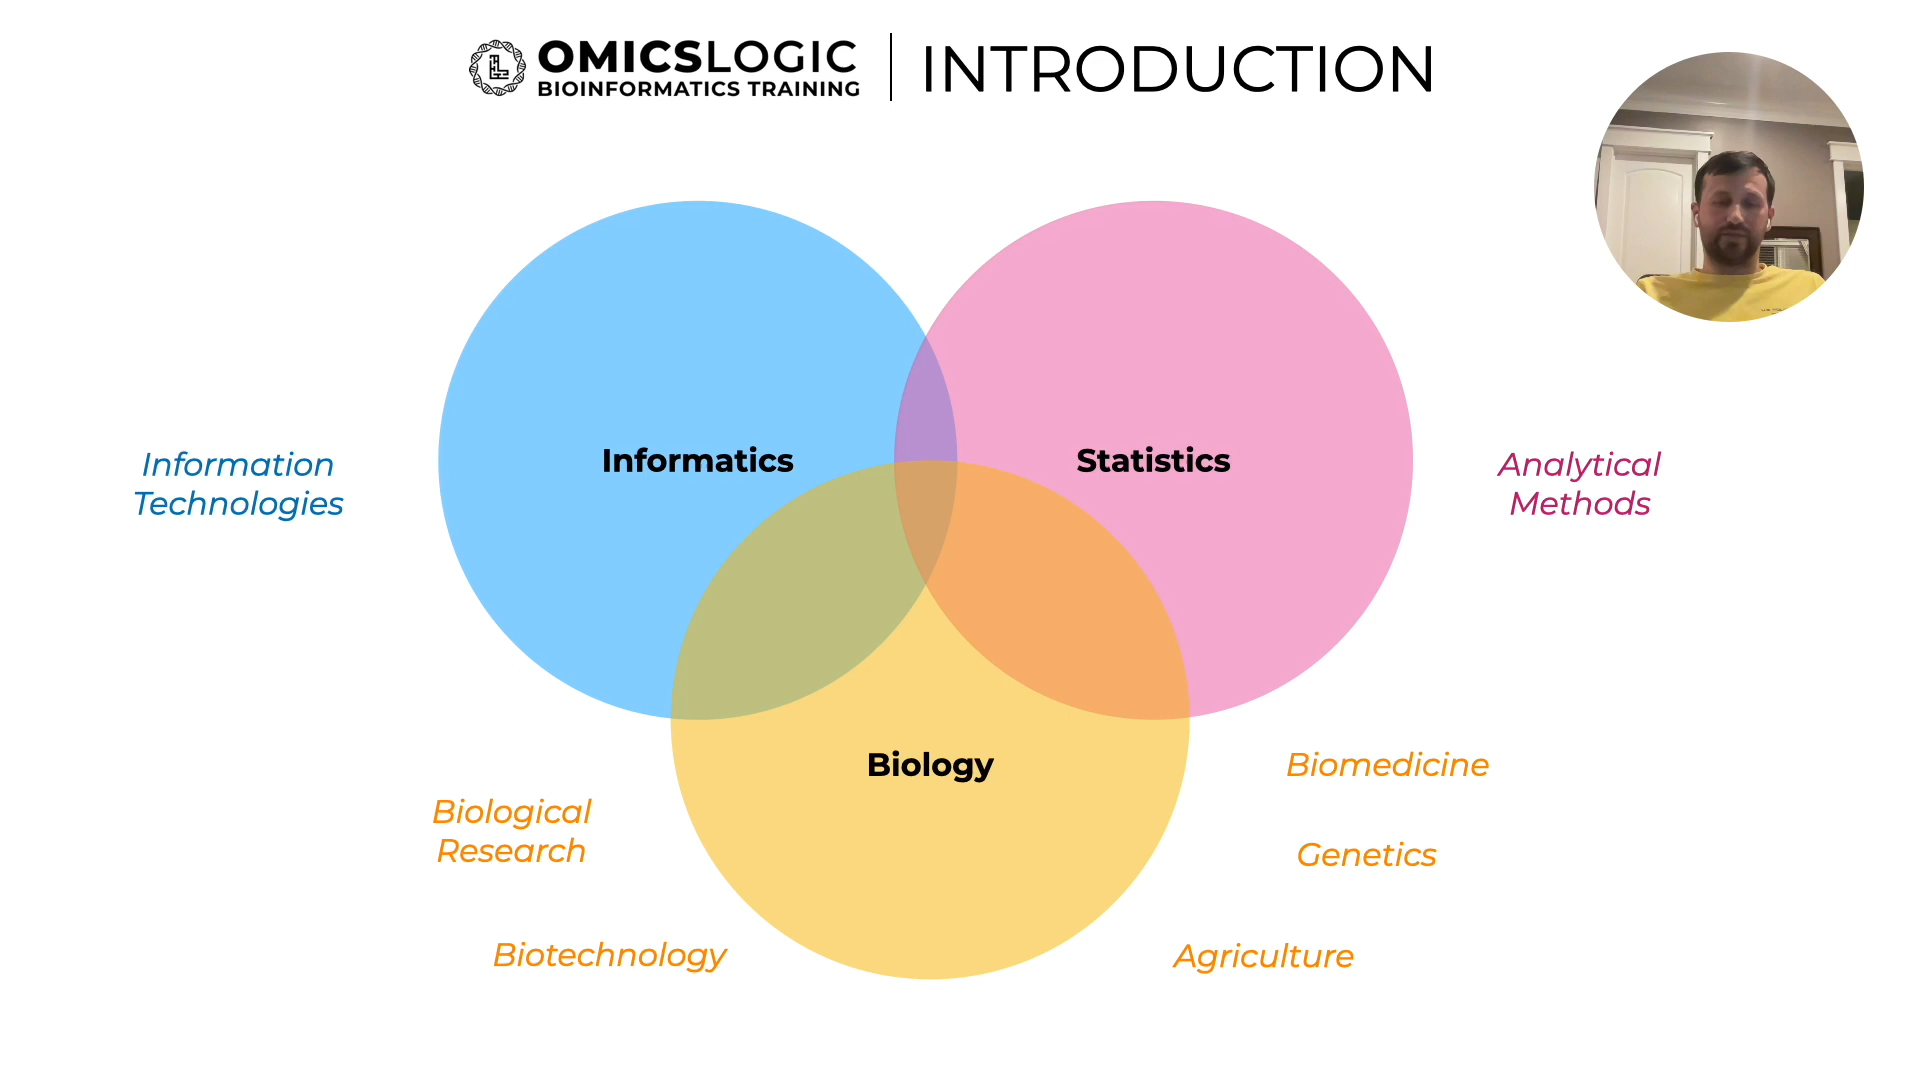 OMICSLOGIC
BIOINFORMATICS TRAINING
INTRODUCTION
Informatics
Statistics
Information
Technologies
Analytical
Methods
Biology
Biomedicine
Biological
Research
Genetics
Biotechnology
Agriculture